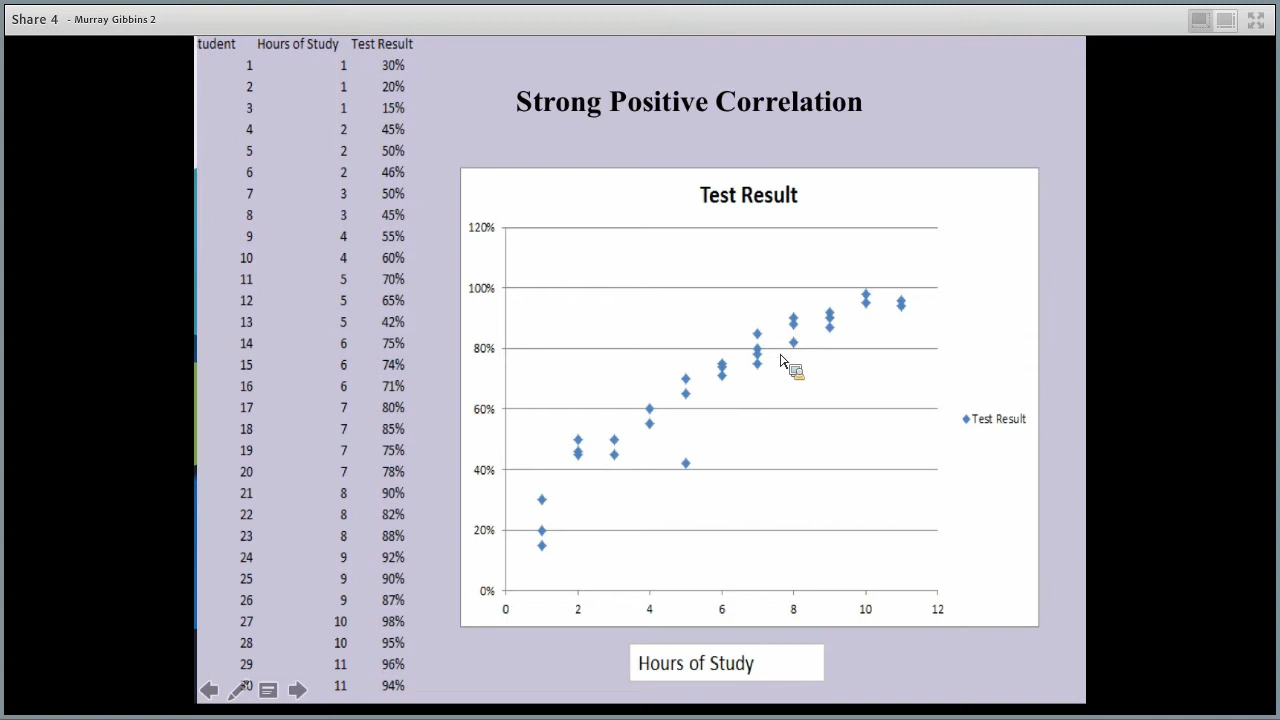 Share 4 - Murray Gibbins 2
tudent Hours of Study Test Result
1 1 30%
2 1 20%
3 1 15%
4 2 45%
5 2 50%
6 2 46%
7 3 50%
8 3 45%
9 4 55%
10 4 60%
11 5 70%
12 5 65%
13 5 42%
14 6 75%
15 6 74%
16 6 71%
17 7 80%
18 7 85%
19 7 75%
20 7 78%
21 8 90%
22 8 82%
23 8 88%
24 9 92%
25 9 90%
26 9 87%
27 10 98%
28 10 95%
29 11 96%
30 11 94%
Strong Positive Correlation
Test Result
120%
100%
80%
60%
40%
20%
0%
0 2 4 6 8 10 12
Test Result
Hours of Study